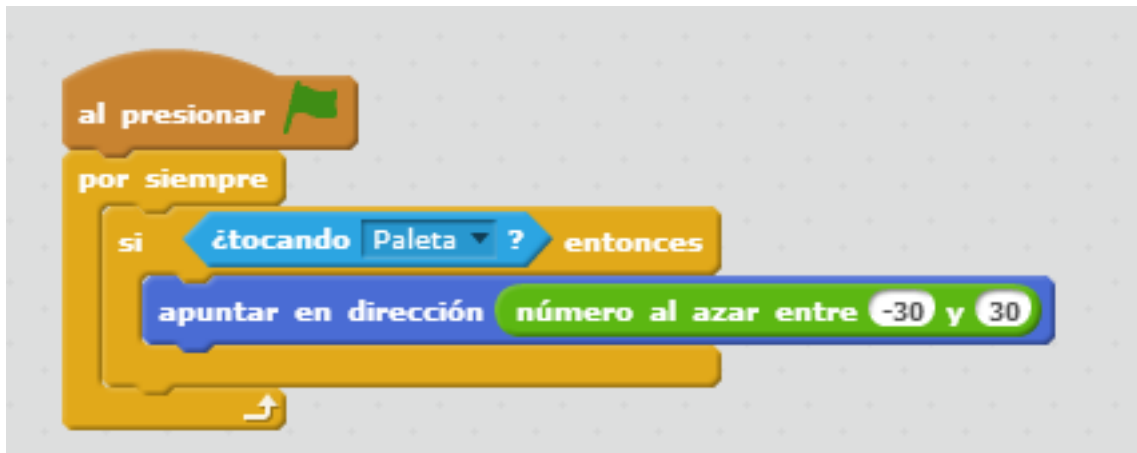 al presionar
por siempre
si ¿tocando Paleta ? entonces
apuntar en dirección número al azar entre -30 y 30